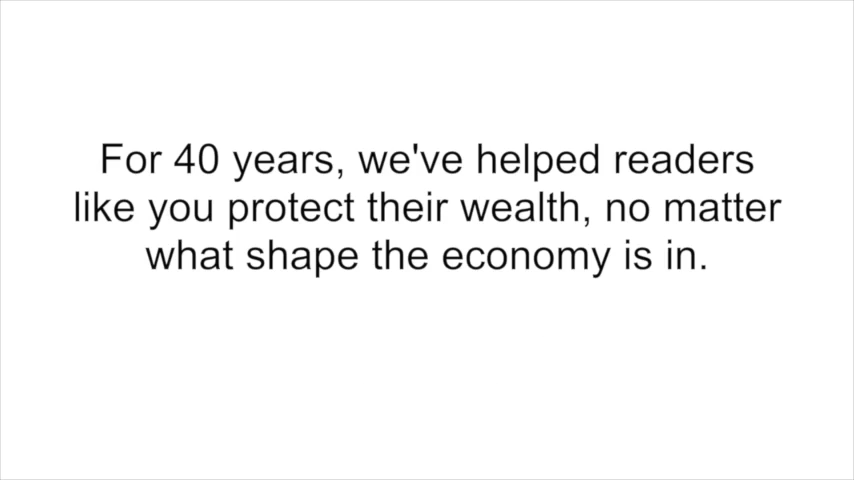 For 40 years, we've helped readers
like you protect their wealth, no matter
what shape the economy is in.